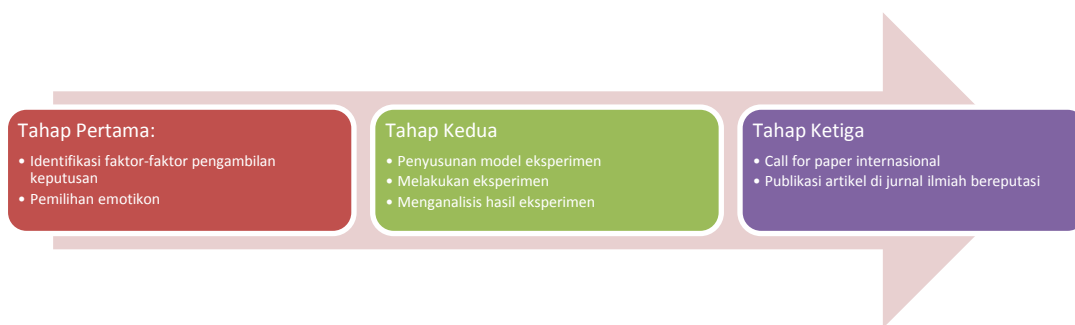 Tahap Pertama:
• Identifikasi faktor-faktor pengambilan
keputusan
• Pemilihan emotikon
Tahap Kedua
• Penyusunan model eksperimen
• Melakukan eksperimen
• Menganalisis hasil eksperimen
Tahap Ketiga
• Call for paper internasional
• Publikasi artikel di jurnal ilmiah bereputasi